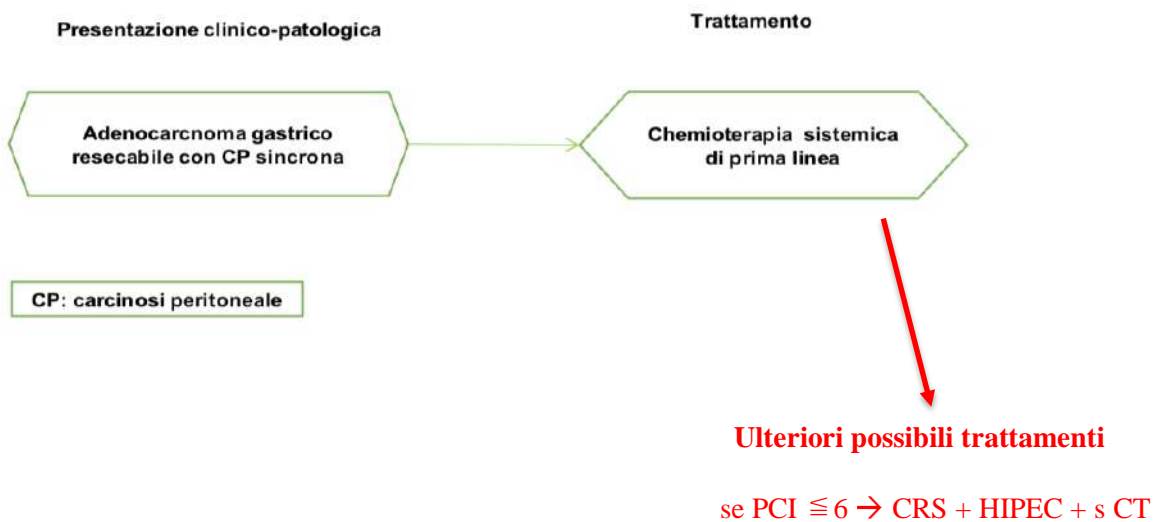 Presentazione clinico-patologica
Trattamento
Adenocarcnoma gastrico
resecabile con CP sincrona
Chemioterapia sistemica
di prima linea
CP: carcinosi peritoneale
Ulteriori possibili trattamenti
se PCI ≦ 6 → CRS + HIPEC + s CT